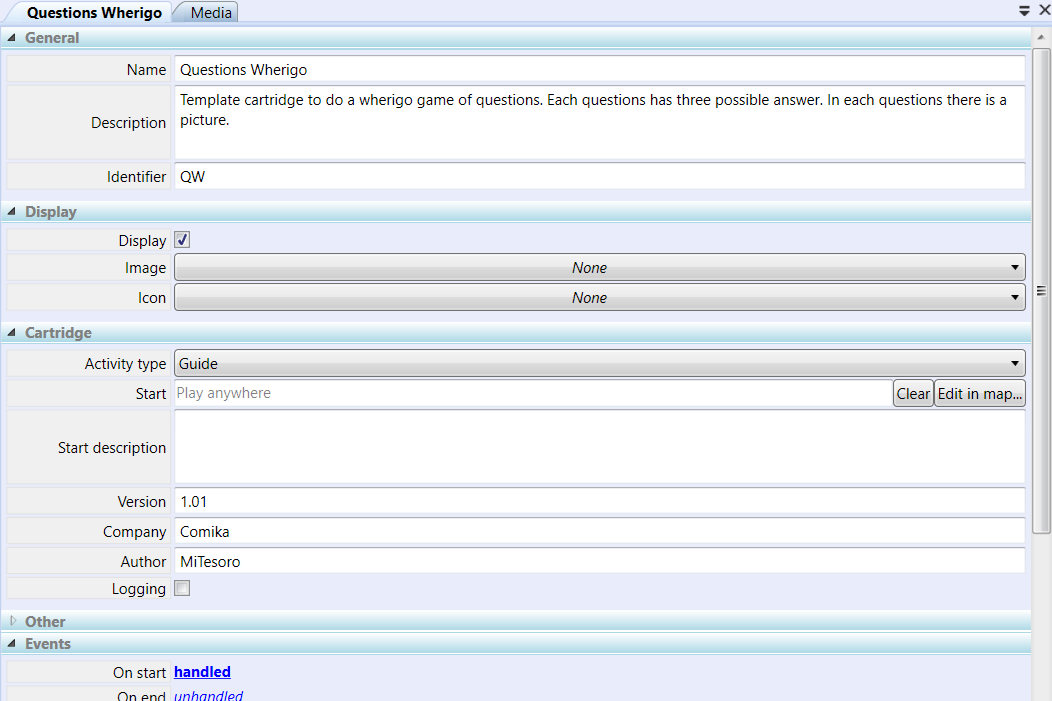 Questions Wherigo Media
General
Name Questions Wherigo
Description Template cartridge to do a wherigo game of questions. Each questions has three possible answer. In each questions there is a
picture.
Identifier QW
Display
Display
Image None
Icon None
Cartridge
Activity type Guide
Start Play anywhere Clear Edit in map...
Start description
Version 1.01
Company Comika
Author MiTesoro
Logging
Other
Events
On start handled
On end unhandled